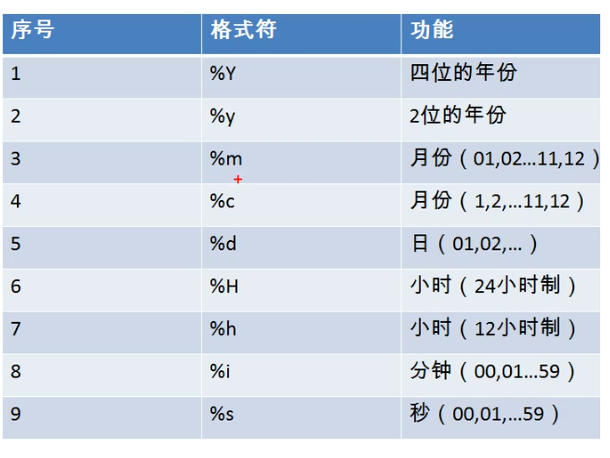 序号 格式符 功能
1 %Y 四位的年份
2 %y 2位的年份
3 %m 月份（01,02...11,12）
4 %c 月份（1,2,...11,12）
5 %d 日（01,02,...）
6 %H 小时（24小时制）
7 %h 小时（12小时制）
8 %i 分钟（00,01...59）
9 %s 秒（00,01,...59）